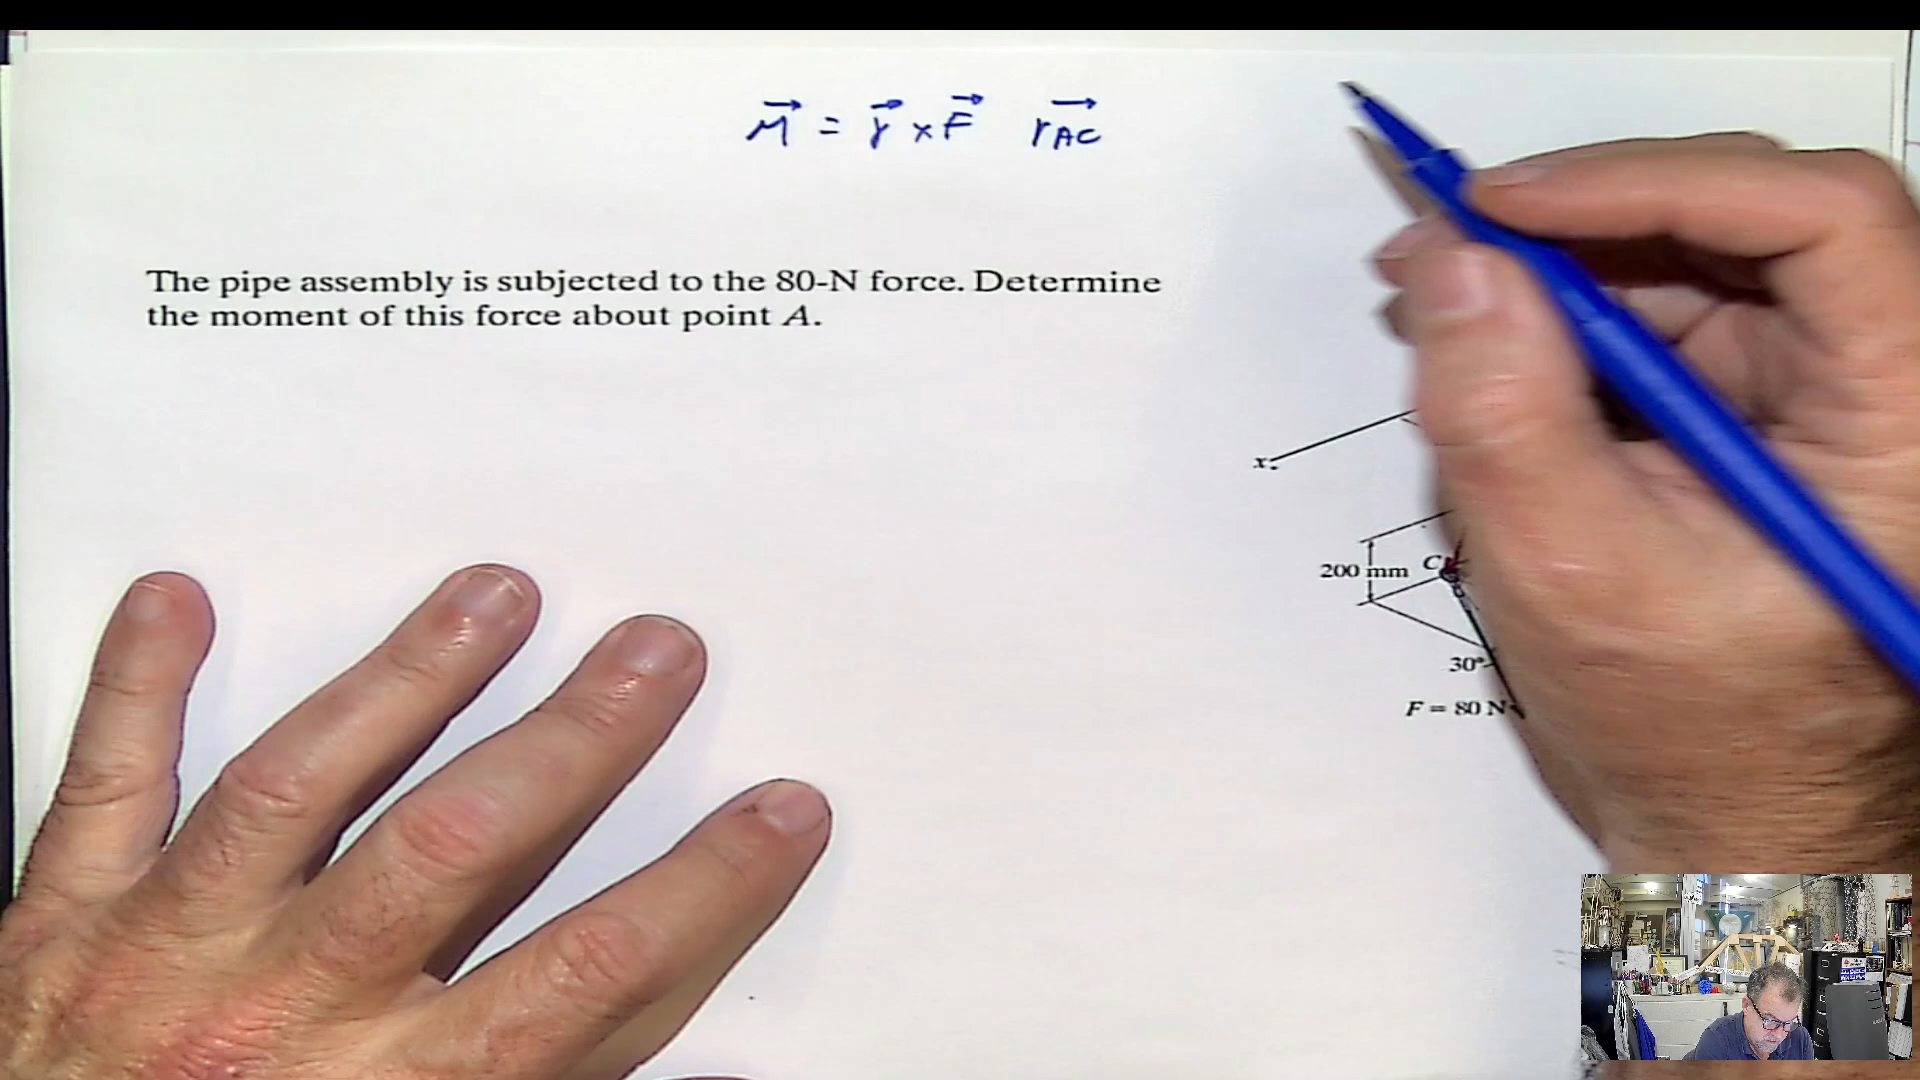 M = r × F rAC
The pipe assembly is subjected to the 80-N force. Determine
the moment of this force about point A.
x
200 mm C
30°
F = 80 N